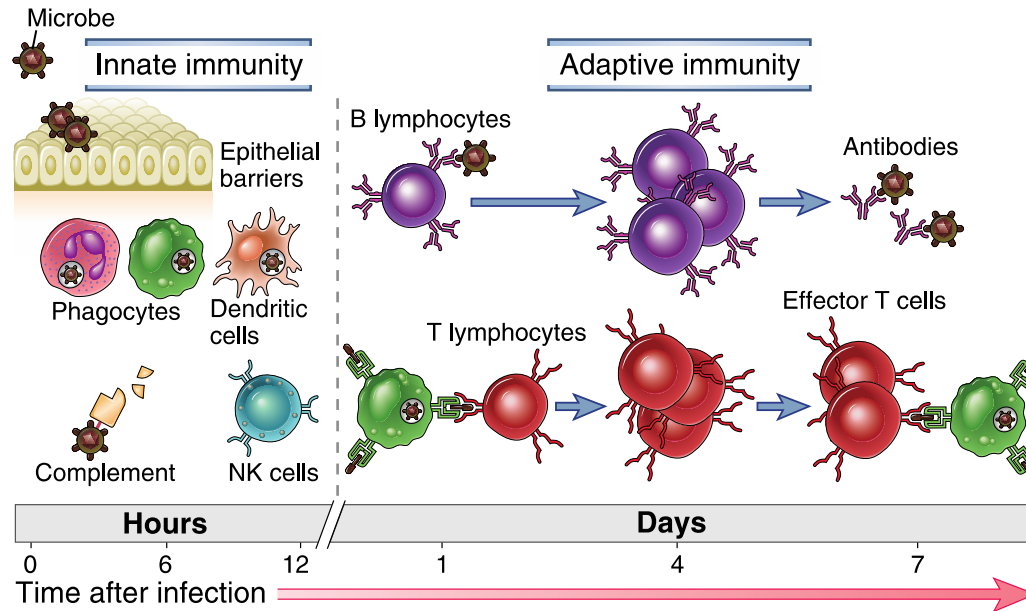 Microbe
Innate immunity
Adaptive immunity
Epithelial
barriers
B lymphocytes
Antibodies
Phagocytes
Dendritic
cells
T lymphocytes
Effector T cells
Complement
NK cells
Hours
Days
0 6 12 1 4 7
Time after infection